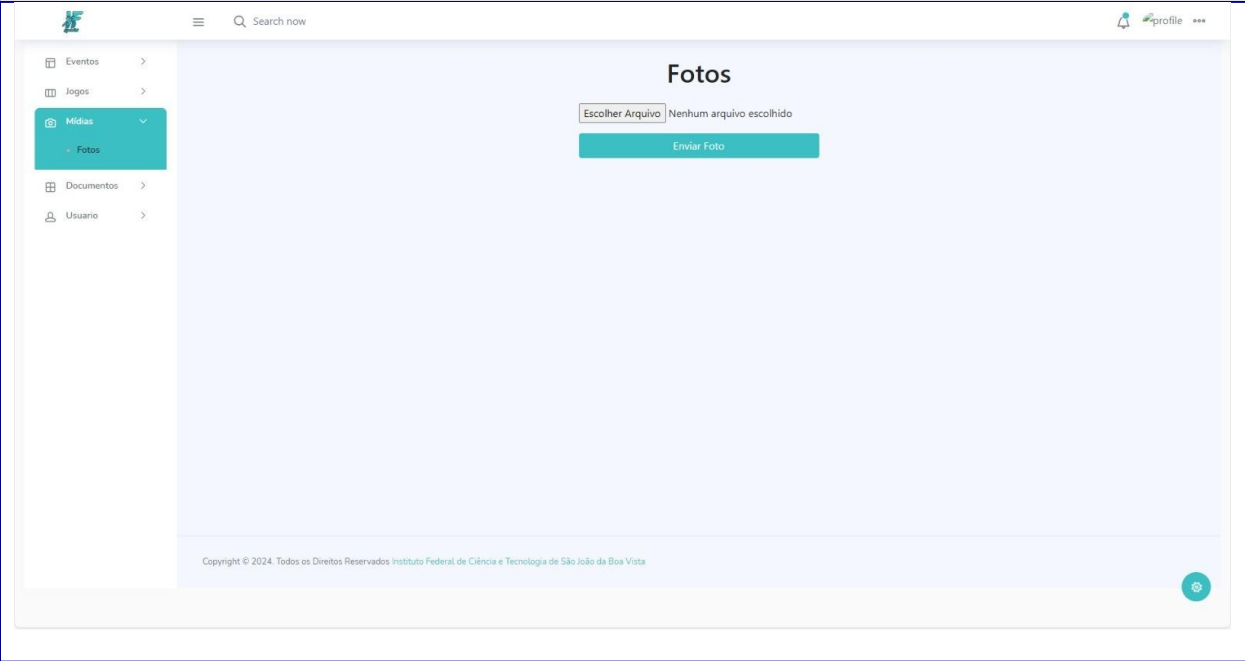 Search now
profile
Eventos
Jogos
Mídias
Fotos
Documentos
Usuario
Fotos
Escolher Arquivo Nenhum arquivo escolhido
Enviar Foto
Copyright © 2024. Todos os Direitos Reservados Instituto Federal de Ciência e Tecnologia de São João da Boa Vista